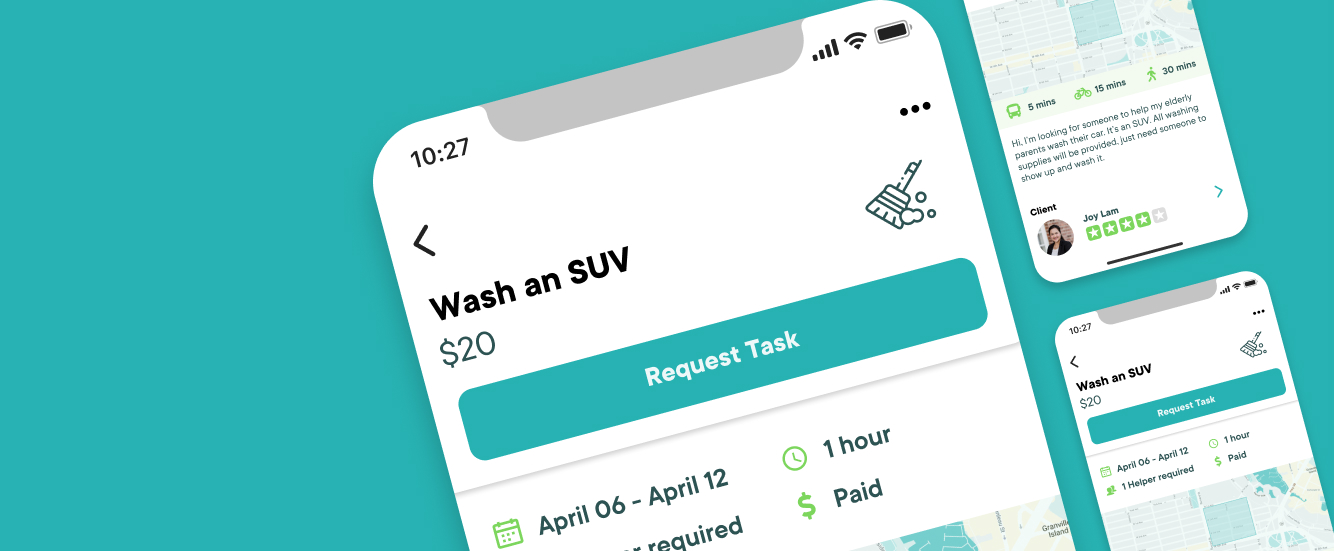 10:27
Wash an SUV
$20
Request Task
April 06 - April 12
1 hour
required
Paid
Granville
Island
5 mins
15 mins
30 mins
Hi, I'm looking for someone to help my elderly
parents wash their car. It's an SUV. All washing
supplies will be provided, just need someone to
show up and wash it.
Client
Joy Lam
10:27
Wash an SUV
$20
Request Task
April 06 - April 12
1 hour
1 Helper required
Paid